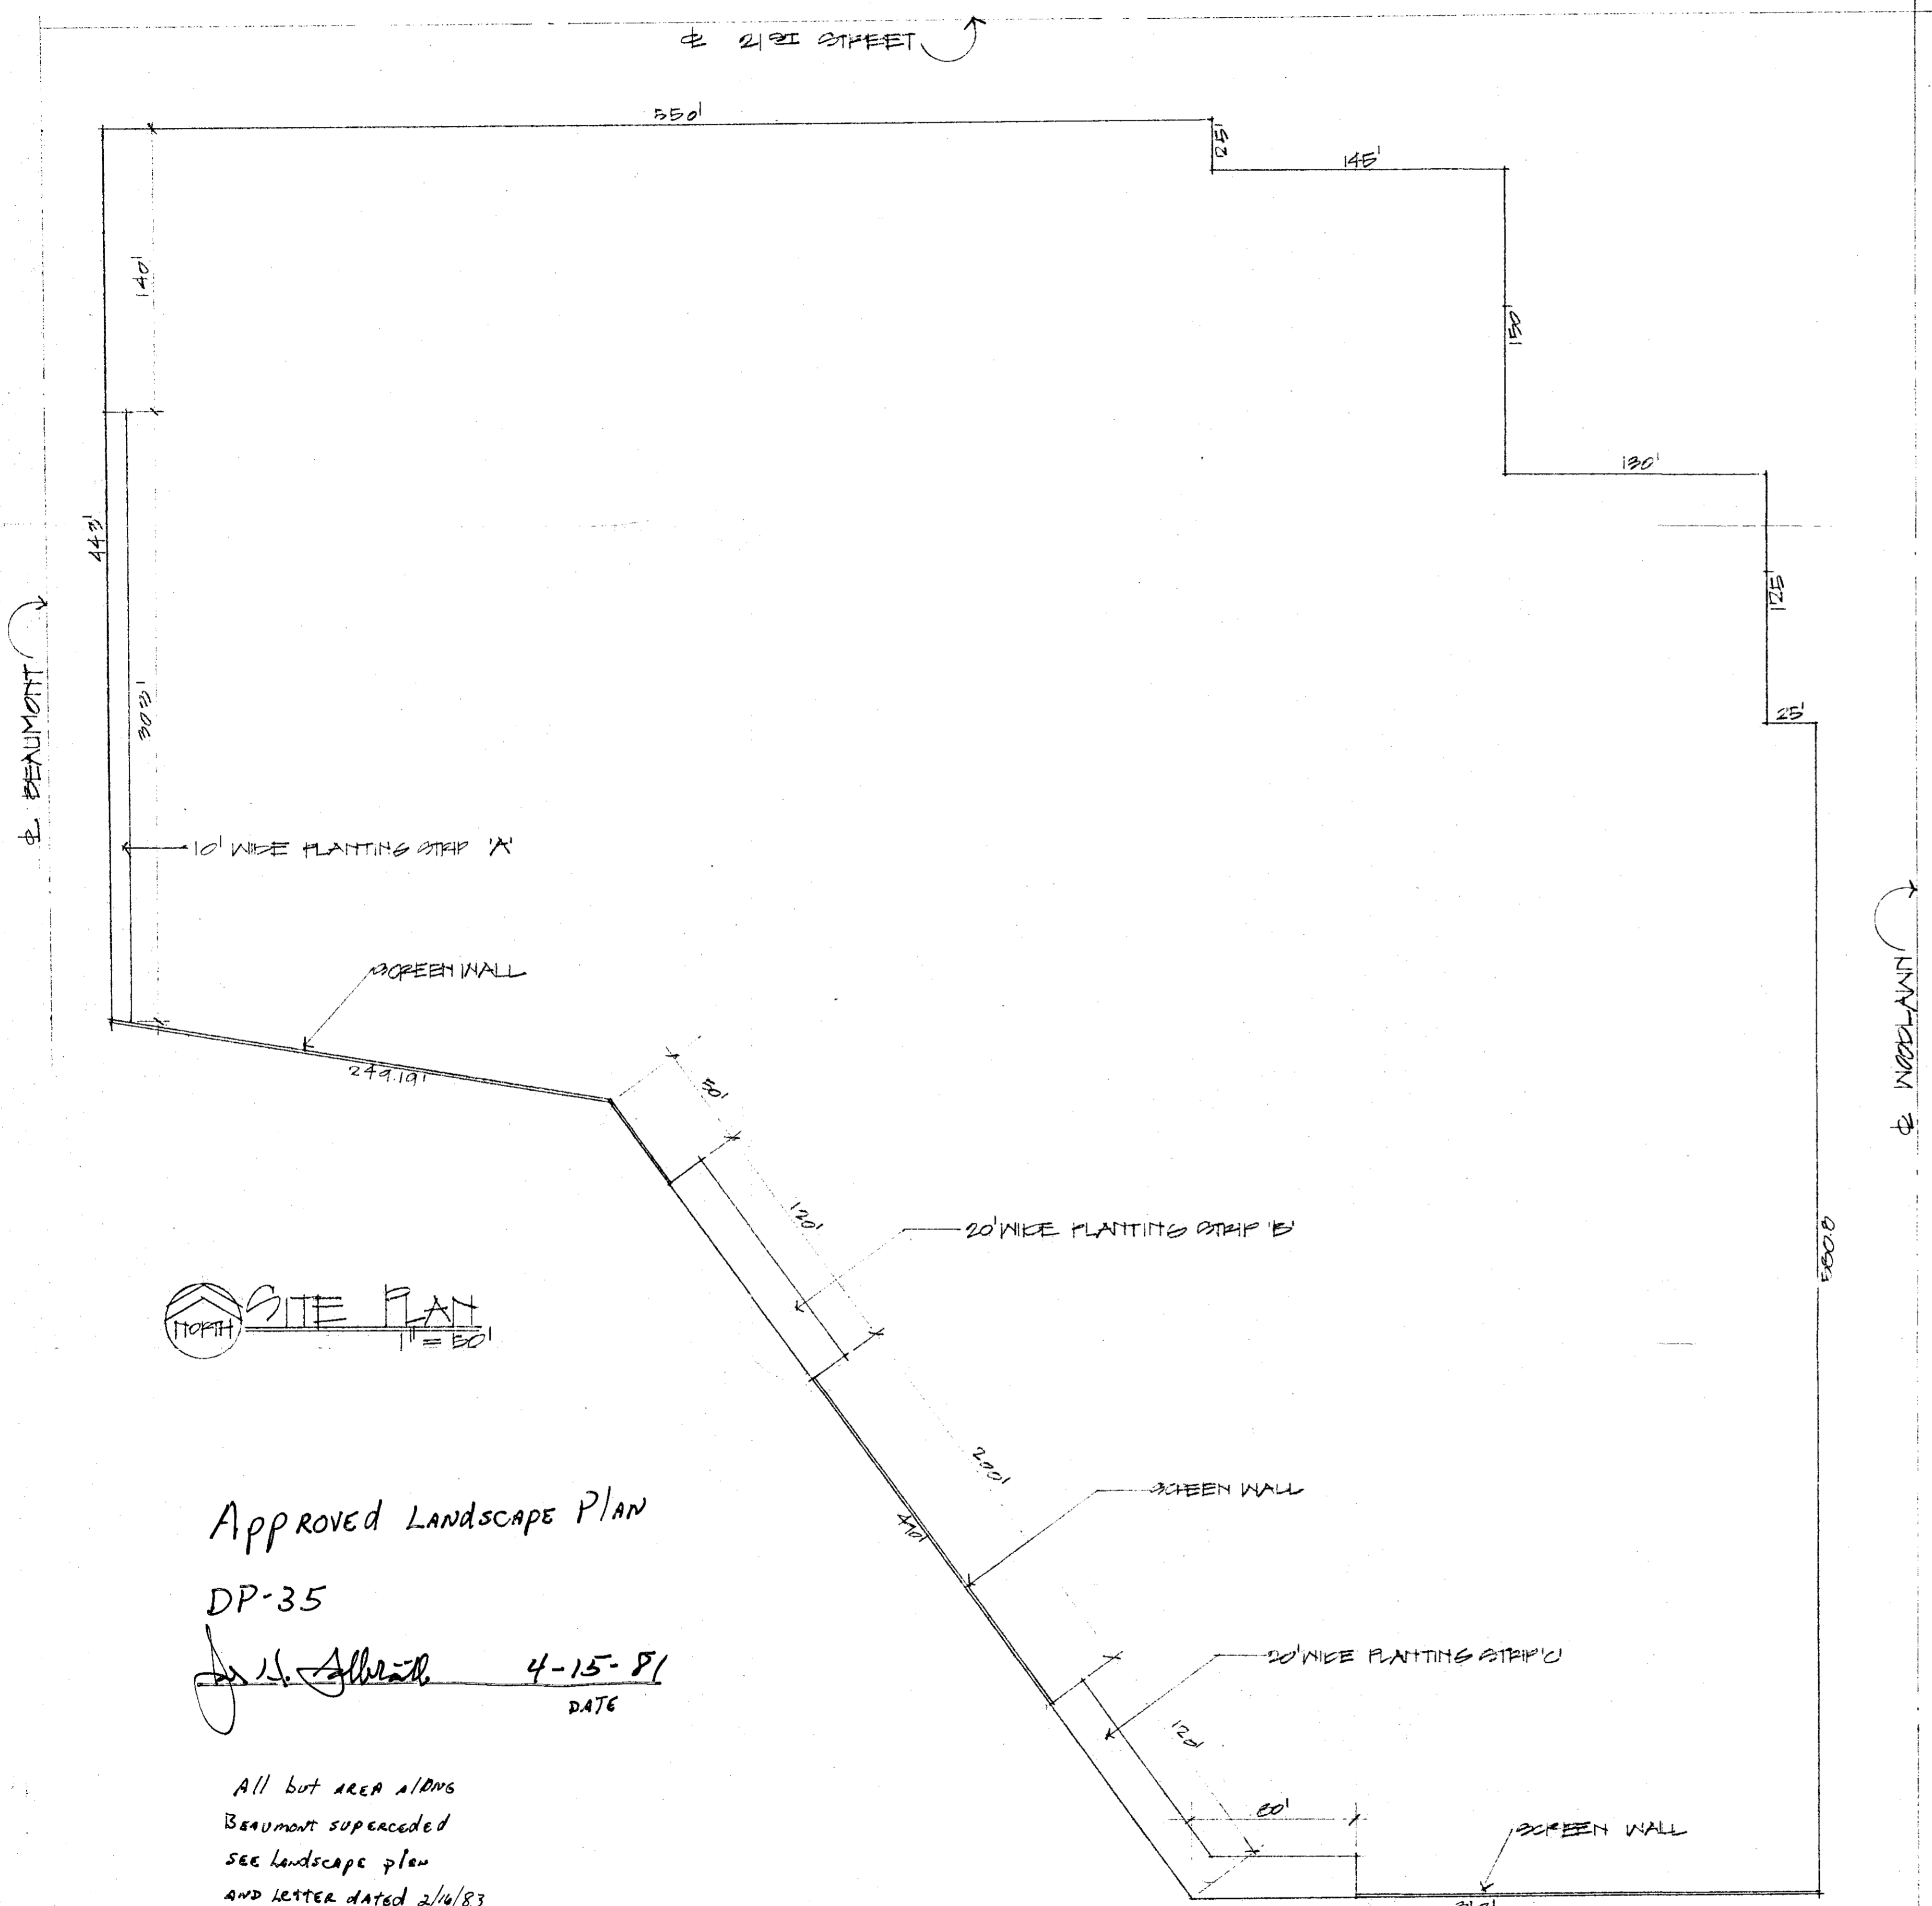 ℄ 21ST STREET
550'
25'
145'
140'
150'
130'
443'
125'
25'
303'
℄ BEAUMONT
10' WIDE PLANTING STRIP 'A'
SCREEN WALL
℄ WOODLAWN
249.19'
50'
120'
20' WIDE PLANTING STRIP 'B'
580.8
NORTH
SITE PLAN
1" = 50'
200'
SCREEN WALL
490'
Approved Landscape Plan
DP-35
20' WIDE PLANTING STRIP 'C'
4-15-81
DATE
120'
80'
SCREEN WALL
All but area along
Beaumont superceded
see landscape plan
and letter dated 2/16/83